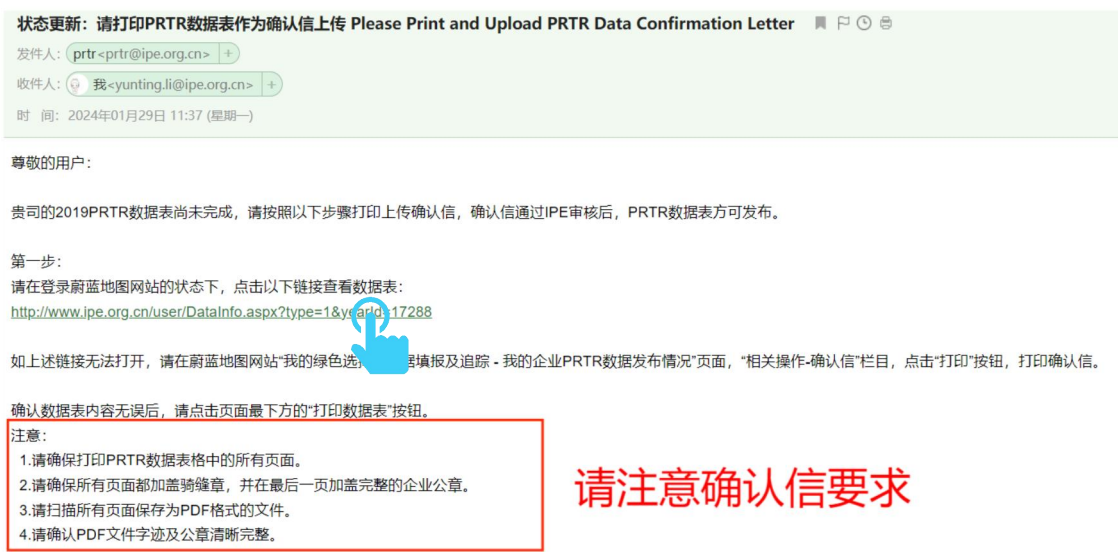 状态更新：请打印PRTR数据表作为确认信上传 Please Print and Upload PRTR Data Confirmation Letter
发件人： prtr<prtr@ipe.org.cn> +
收件人： 我<yunting.li@ipe.org.cn> +
时 间： 2024年01月29日 11:37 (星期一)
尊敬的用户：
贵司的2019PRTR数据表尚未完成，请按照以下步骤打印上传确认信，确认信通过IPE审核后，PRTR数据表方可发布。
第一步：
请在登录蔚蓝地图网站的状态下，点击以下链接查看数据表：
http://www.ipe.org.cn/user/DataInfo.aspx?type=1&yearId=17288
如上述链接无法打开，请在蔚蓝地图网站“我的绿色选 据填报及追踪 - 我的企业PRTR数据发布情况”页面，“相关操作-确认信”栏目，点击“打印”按钮，打印确认信。
确认数据表内容无误后，请点击页面最下方的“打印数据表”按钮。
注意：
1.请确保打印PRTR数据表格中的所有页面。
2.请确保所有页面都加盖骑缝章，并在最后一页加盖完整的企业公章。
3.请扫描所有页面保存为PDF格式的文件。
4.请确认PDF文件字迹及公章清晰完整。
请注意确认信要求